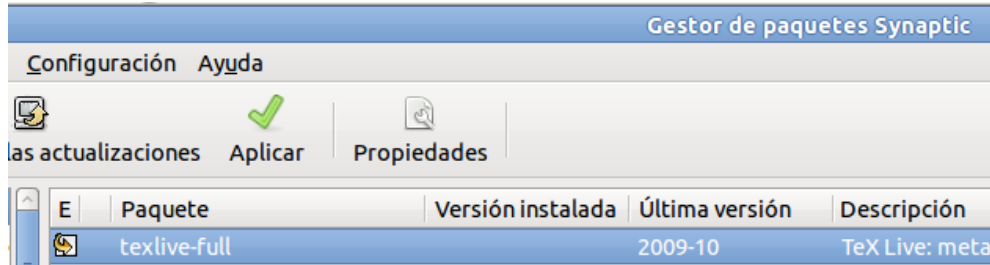 Gestor de paquetes Synaptic
Configuración Ayuda
las actualizaciones Aplicar Propiedades
E Paquete Versión instalada Última versión Descripción
texlive-full 2009-10 TeX Live: meta